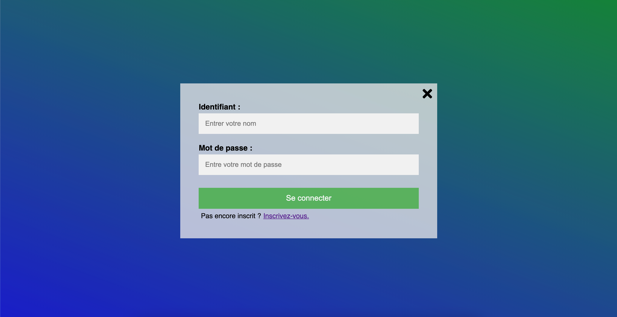 Identifiant :
Entrer votre nom
Mot de passe :
Entre votre mot de passe
Se connecter
Pas encore inscrit ? Inscrivez-vous.